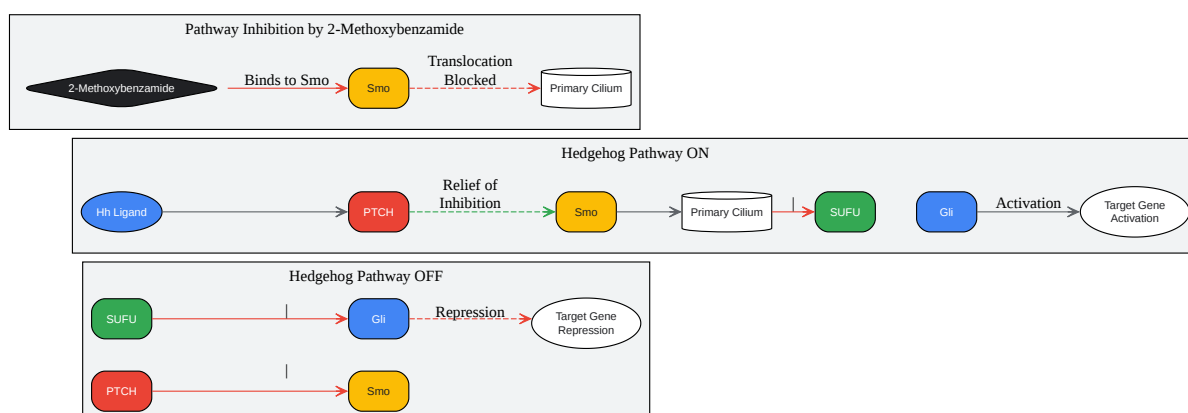 Pathway Inhibition by 2-Methoxybenzamide
2-Methoxybenzamide
Binds to Smo
Smo
Translocation
Blocked
Primary Cilium
Hedgehog Pathway ON
Hh Ligand
PTCH
Relief of
Inhibition
Smo
Primary Cilium
|
SUFU
Gli
Activation
Target Gene
Activation
Hedgehog Pathway OFF
SUFU
|
Gli
Repression
Target Gene
Repression
PTCH
|
Smo